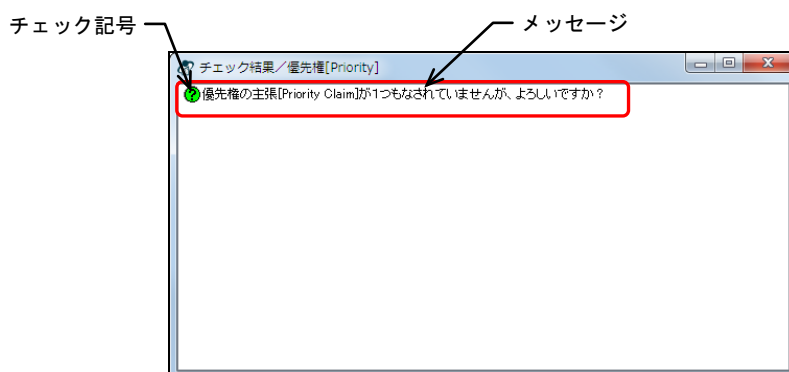 チェック記号
メッセージ
チェック結果／優先権[Priority]
?優先権の主張[Priority Claim]が1つもなされていませんが、よろしいですか？